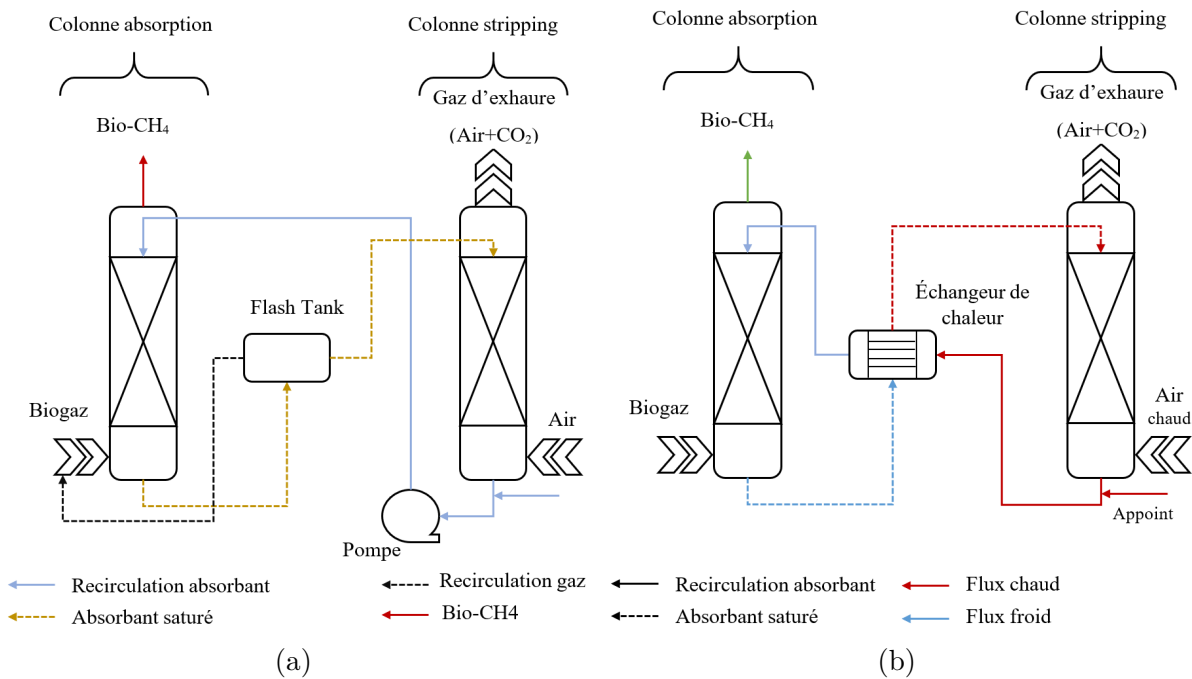 Colonne absorption
Colonne stripping
Gaz d’exhaure
(Air+CO₂)
Bio-CH₄
Flash Tank
Biogaz
Air
Pompe
Recirculation absorbant
Absorbant saturé
Recirculation gaz
Bio-CH4
(a)
Colonne absorption
Colonne stripping
Gaz d’exhaure
(Air+CO₂)
Bio-CH₄
Échangeur de
chaleur
Biogaz
Air
chaud
Appoint
Recirculation absorbant
Absorbant saturé
Flux chaud
Flux froid
(b)